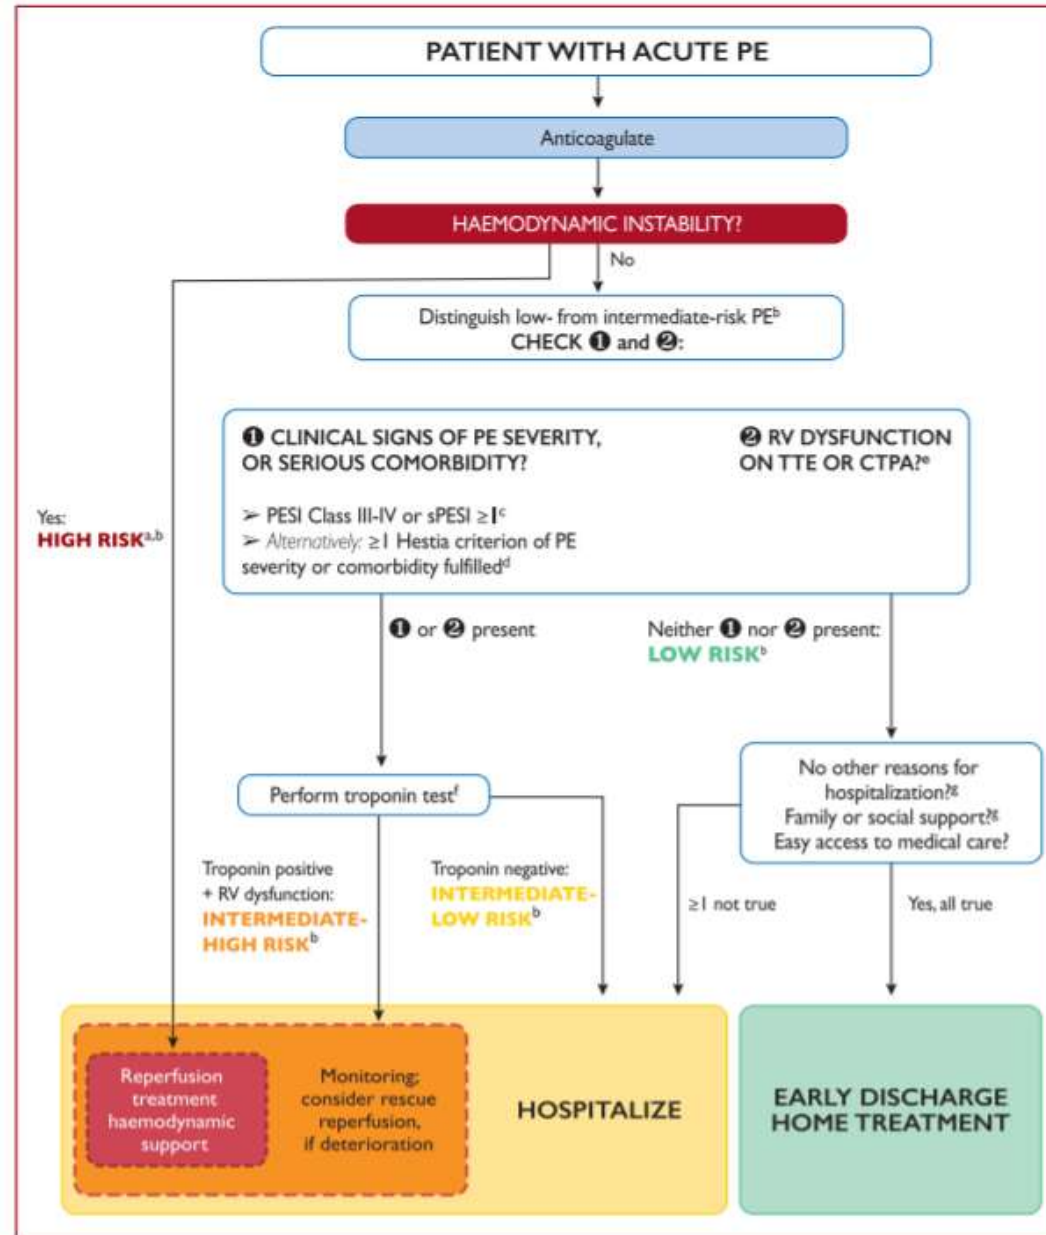 PATIENT WITH ACUTE PE
Anticoagulate
HAEMODYNAMIC INSTABILITY?
No
Distinguish low- from intermediate-risk PEᵇ
CHECK ❶ and ❷:
❶ CLINICAL SIGNS OF PE SEVERITY,
OR SERIOUS COMORBIDITY?
➢ PESI Class III-IV or sPESI ≥1ᶜ
➢ Alternatively: ≥1 Hestia criterion of PE
severity or comorbidity fulfilledᵈ
❷ RV DYSFUNCTION
ON TTE OR CTPA?ᵉ
Yes:
HIGH RISKᵃ,ᵇ
❶ or ❷ present
Neither ❶ nor ❷ present:
LOW RISKᵇ
Perform troponin testᶠ
No other reasons for
hospitalization?ᵍ
Family or social support?ᵍ
Easy access to medical care?
Troponin positive
+ RV dysfunction:
INTERMEDIATE-
HIGH RISKᵇ
Troponin negative:
INTERMEDIATE-
LOW RISKᵇ
≥1 not true
Yes, all true
Reperfusion
treatment
haemodynamic
support
Monitoring;
consider rescue
reperfusion,
if deterioration
HOSPITALIZE
EARLY DISCHARGE
HOME TREATMENT